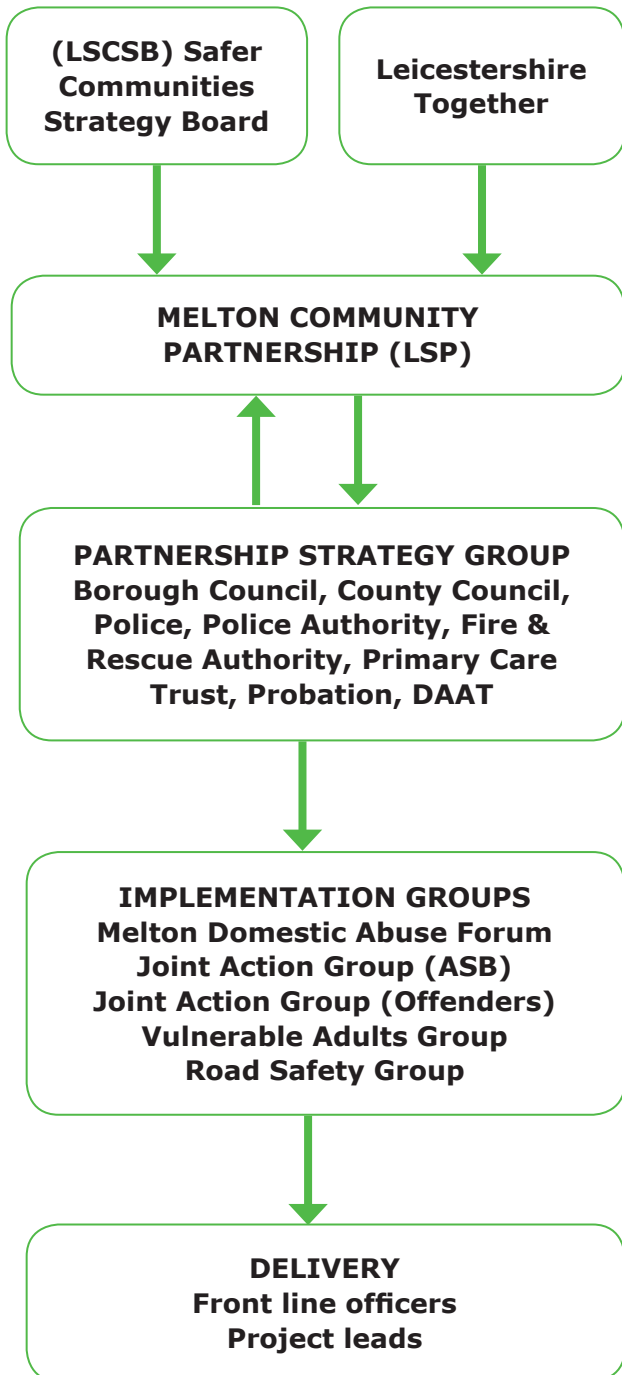 (LSCSB) Safer
Communities
Strategy Board
Leicestershire
Together
MELTON COMMUNITY
PARTNERSHIP (LSP)
PARTNERSHIP STRATEGY GROUP
Borough Council, County Council,
Police, Police Authority, Fire &
Rescue Authority, Primary Care
Trust, Probation, DAAT
IMPLEMENTATION GROUPS
Melton Domestic Abuse Forum
Joint Action Group (ASB)
Joint Action Group (Offenders)
Vulnerable Adults Group
Road Safety Group
DELIVERY
Front line officers
Project leads